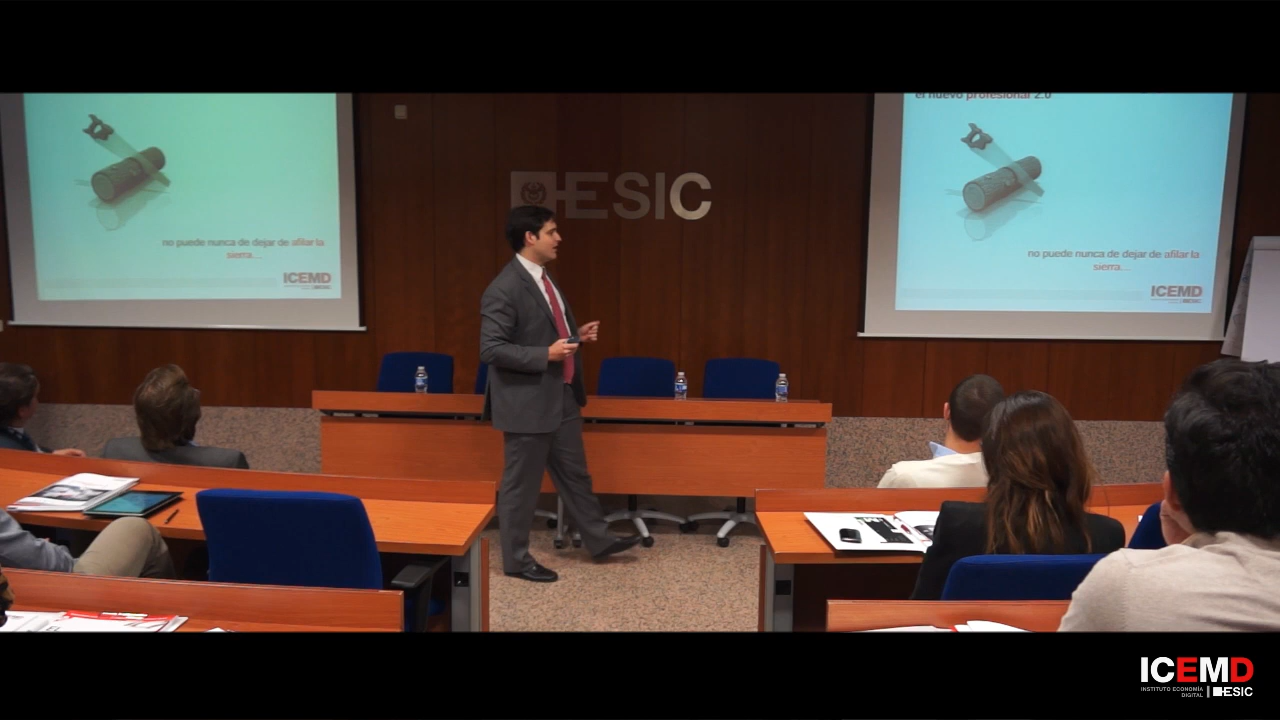 el nuevo profesional 2.0
no puede nunca de dejar de afilar la
sierra...
ICEMD
ESIC
no puede nunca de dejar de afilar la
sierra...
ICEMD
ICEMD
INSTITUTO ECONOMÍA
DIGITAL
ESIC